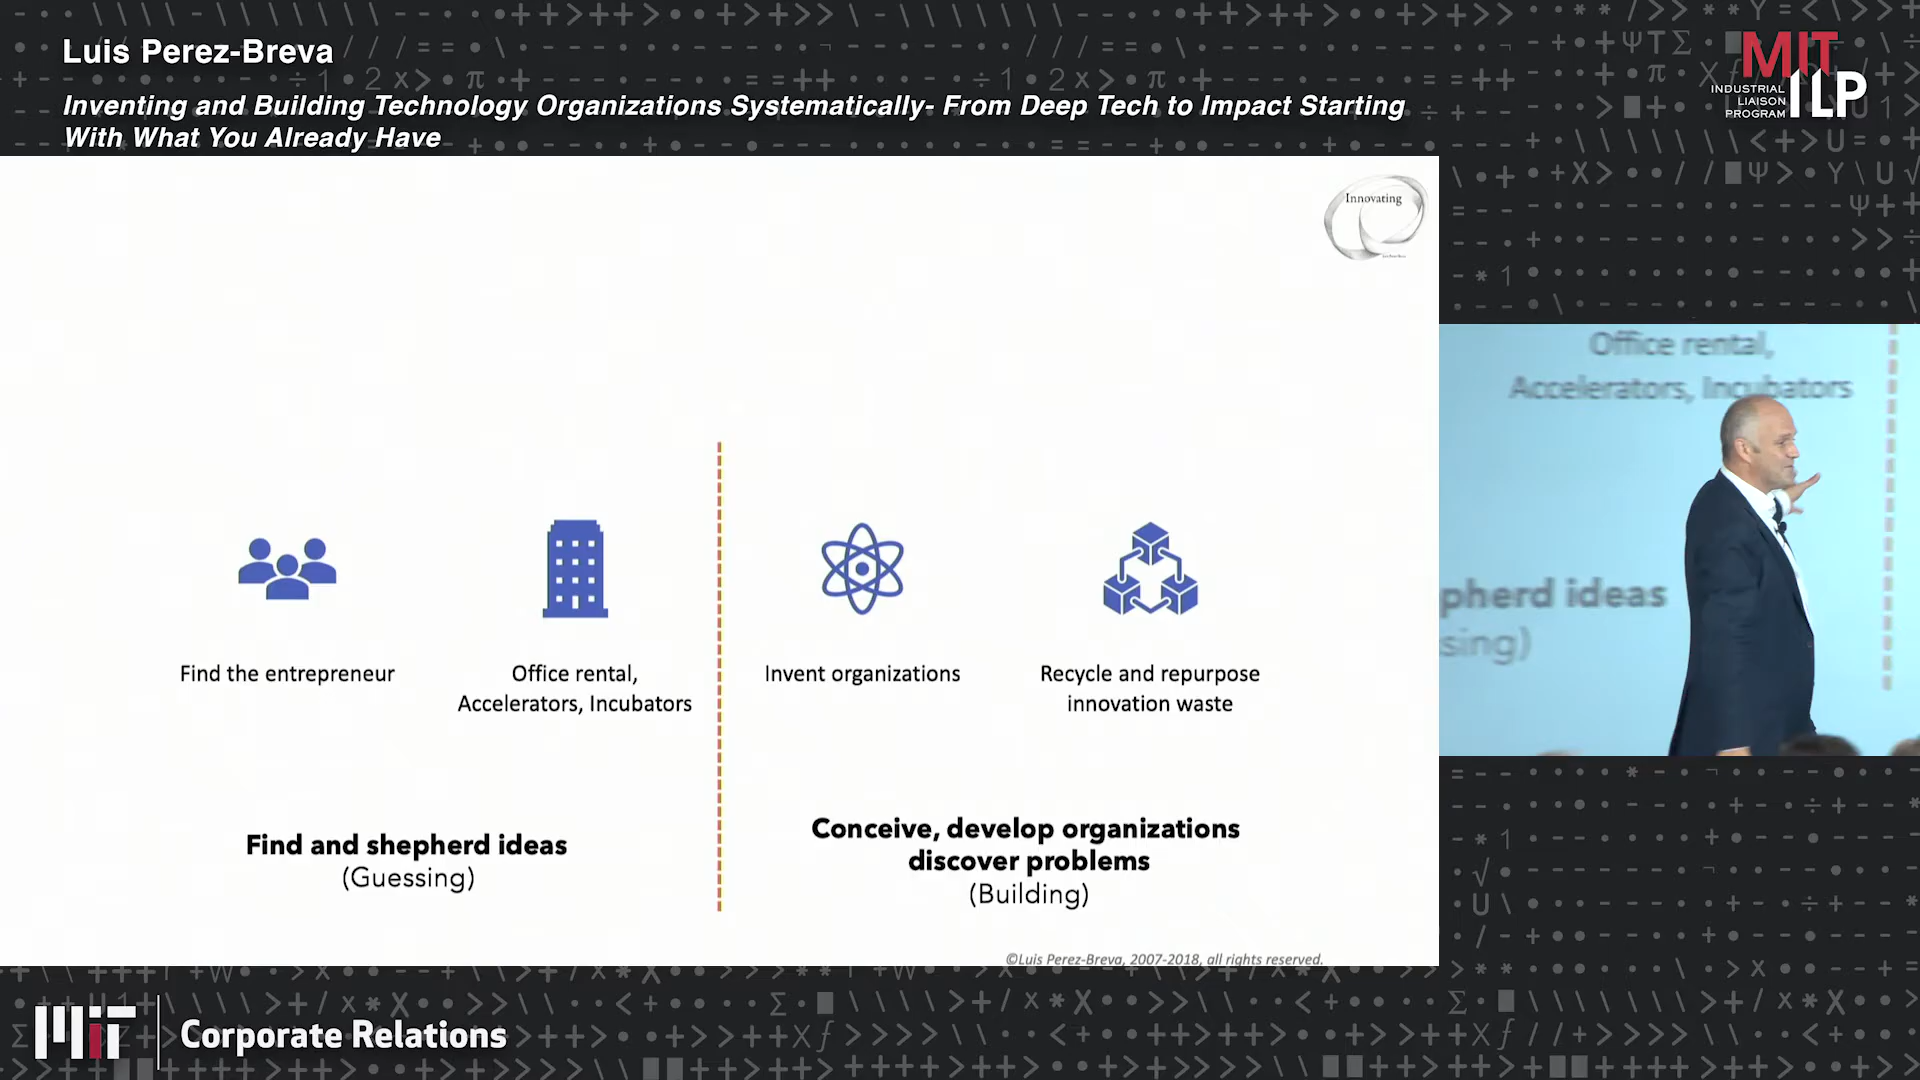 Luis Perez-Breva
Inventing and Building Technology Organizations Systematically- From Deep Tech to Impact Starting
With What You Already Have
MIT
ILP
INDUSTRIAL
LIAISON
PROGRAM
Innovating
Find the entrepreneur
Office rental,
Accelerators, Incubators
Invent organizations
Recycle and repurpose
innovation waste
Find and shepherd ideas
(Guessing)
Conceive, develop organizations
discover problems
(Building)
©Luis Perez-Breva, 2007-2018, all rights reserved.
Office rental,
Accelerators, Incubators
pherd ideas
sing)
MIT
Corporate Relations